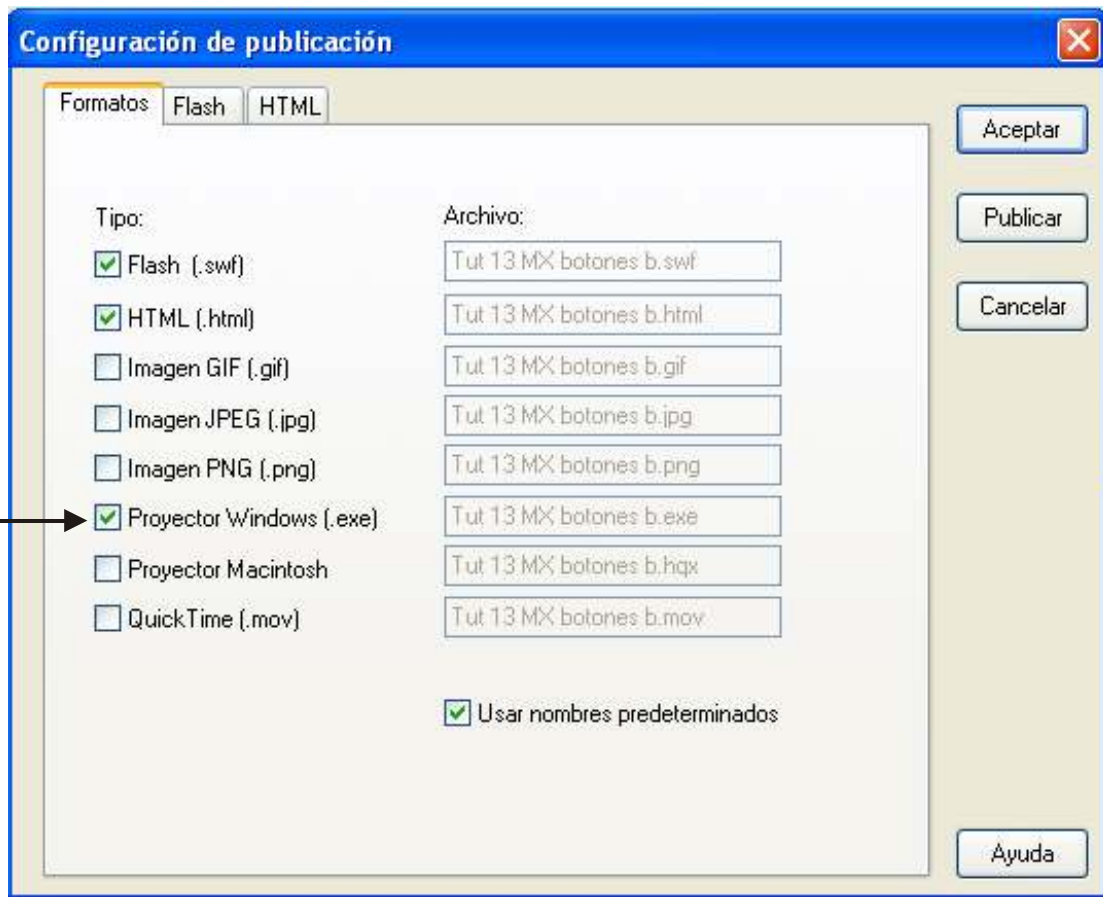 Configuración de publicación
Formatos Flash HTML
Aceptar
Publicar
Cancelar
Tipo: Archivo:
Flash (.swf) Tut 13 MX botones b.swf
HTML (.html) Tut 13 MX botones b.html
Imagen GIF (.gif) Tut 13 MX botones b.gif
Imagen JPEG (.jpg) Tut 13 MX botones b.jpg
Imagen PNG (.png) Tut 13 MX botones b.png
Proyector Windows (.exe) Tut 13 MX botones b.exe
Proyector Macintosh Tut 13 MX botones b.hqx
QuickTime (.mov) Tut 13 MX botones b.mov
Usar nombres predeterminados
Ayuda